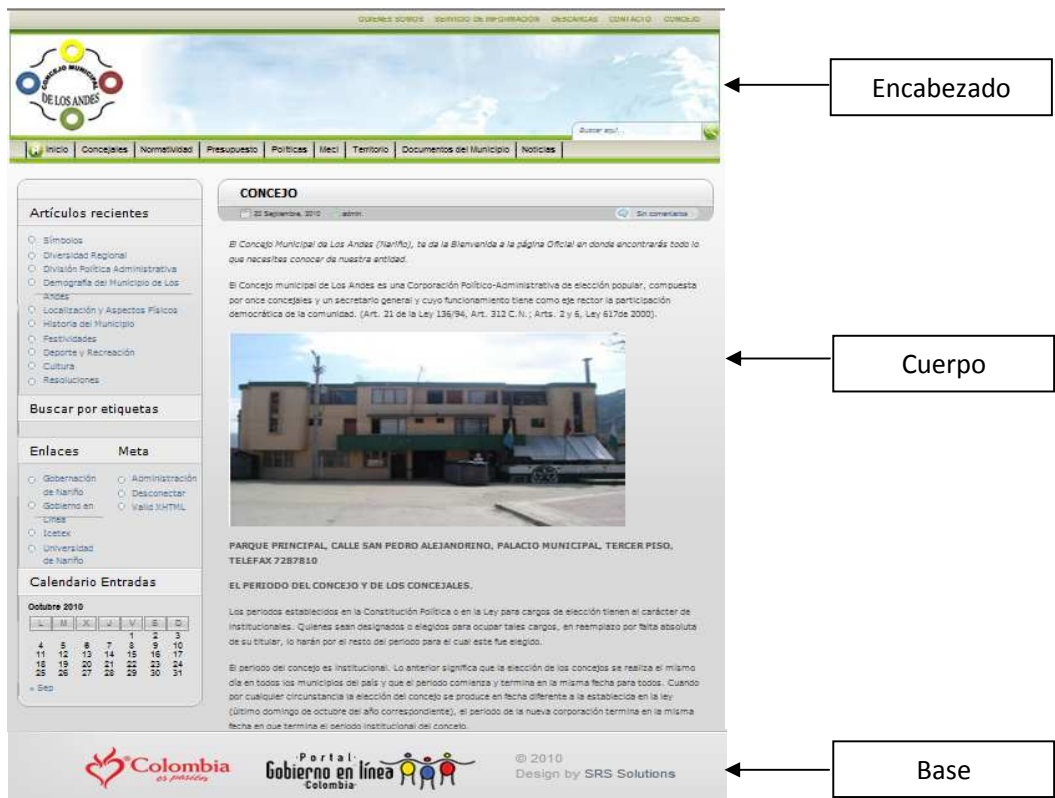 QUIENES SOMOS SERVICIO DE INFORMACIÓN DESCARGAS CONTACTO CONCEJO
CONCEJO MUNICIPAL
DE LOS ANDES
Encabezado
Buscar aquí...
Inicio Concejales Normatividad Presupuesto Políticas Meci Territorio Documentos del Municipio Noticias
Artículos recientes
Símbolos
Diversidad Regional
División Política Administrativa
Demografía del Municipio de Los
Andes
Localización y Aspectos Físicos
Historia del Municipio
Festividades
Deporte y Recreación
Cultura
Resoluciones
Buscar por etiquetas
Enlaces
Gobernación
de Nariño
Gobierno en
Línea
Icetex
Universidad
de Nariño
Meta
Administración
Desconectar
Valid XHTML
Calendario Entradas
Octubre 2010
L M X J V S D
1 2 3
4 5 6 7 8 9 10
11 12 13 14 15 16 17
18 19 20 21 22 23 24
25 26 27 28 29 30 31
« Sep
CONCEJO
20 Septiembre, 2010 admin
Sin comentarios
El Concejo Municipal de Los Andes (Nariño), te da la Bienvenida a la página Oficial en donde encontrarás todo lo
que necesites conocer de nuestra entidad.
El Concejo municipal de Los Andes es una Corporación Político-Administrativa de elección popular, compuesta
por once concejales y un secretario general y cuyo funcionamiento tiene como eje rector la participación
democrática de la comunidad. (Art. 21 de la Ley 136/94, Art. 312 C.N.; Arts. 2 y 6, Ley 617de 2000).
Cuerpo
PARQUE PRINCIPAL, CALLE SAN PEDRO ALEJANDRINO, PALACIO MUNICIPAL, TERCER PISO,
TELEFAX 7287810
EL PERIODO DEL CONCEJO Y DE LOS CONCEJALES.
Los periodos establecidos en la Constitución Política o en la Ley para cargos de elección tienen el carácter de
institucionales. Quienes sean designados o elegidos para ocupar tales cargos, en reemplazo por falta absoluta
de su titular, lo harán por el resto del periodo para el cual este fue elegido.
El periodo del concejo es institucional. Lo anterior significa que la elección de los concejos se realiza el mismo
día en todos los municipios del país y que el periodo comienza y termina en la misma fecha para todos. Cuando
por cualquier circunstancia la elección del concejo se produce en fecha diferente a la establecida en la ley
(último domingo de octubre del año correspondiente), el periodo de la nueva corporación termina en la misma
fecha en que termina el periodo institucional del concejo.
Colombia
es pasión
Portal
Gobierno en línea
Colombia
© 2010
Design by SRS Solutions
Base